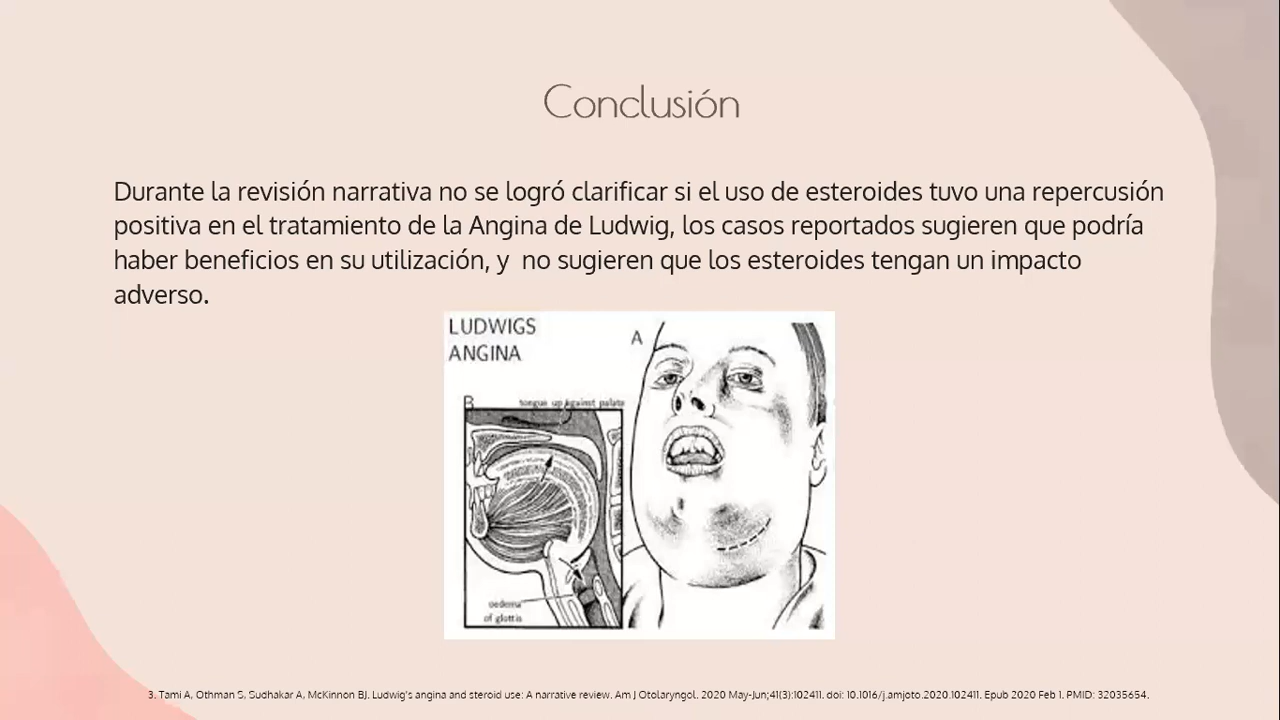 Conclusión
Durante la revisión narrativa no se logró clarificar si el uso de esteroides tuvo una repercusión
positiva en el tratamiento de la Angina de Ludwig, los casos reportados sugieren que podría
haber beneficios en su utilización, y  no sugieren que los esteroides tengan un impacto
adverso.
LUDWIGS
ANGINA
A
B
tongue up against palate
oedema
of glottis
3. Tami A, Othman S, Sudhakar A, McKinnon BJ. Ludwig's angina and steroid use: A narrative review. Am J Otolaryngol. 2020 May-Jun;41(3):102411. doi: 10.1016/j.amjoto.2020.102411. Epub 2020 Feb 1. PMID: 32035654.